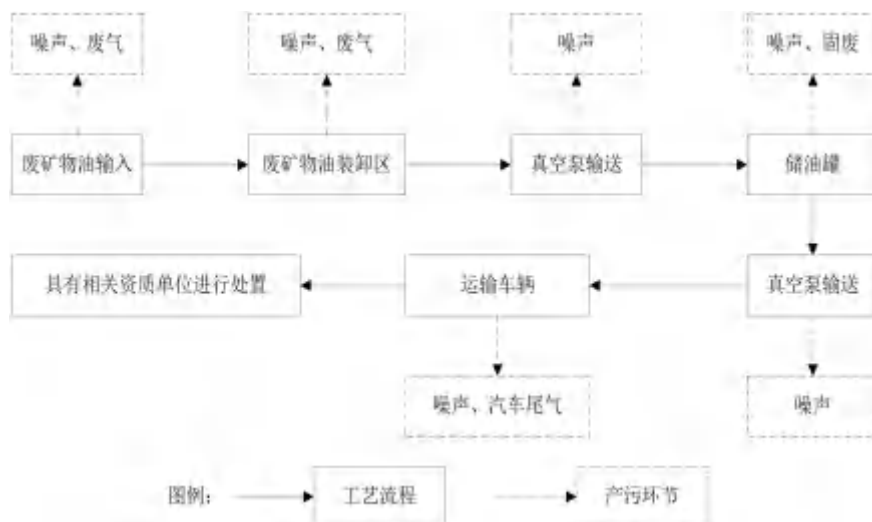 噪声、废气
噪声、废气
噪声
噪声、固废
废矿物油输入
废矿物油装卸区
真空泵输送
储油罐
具有相关资质单位进行处置
运输车辆
真空泵输送
噪声、汽车尾气
噪声
图例：
工艺流程
产污环节